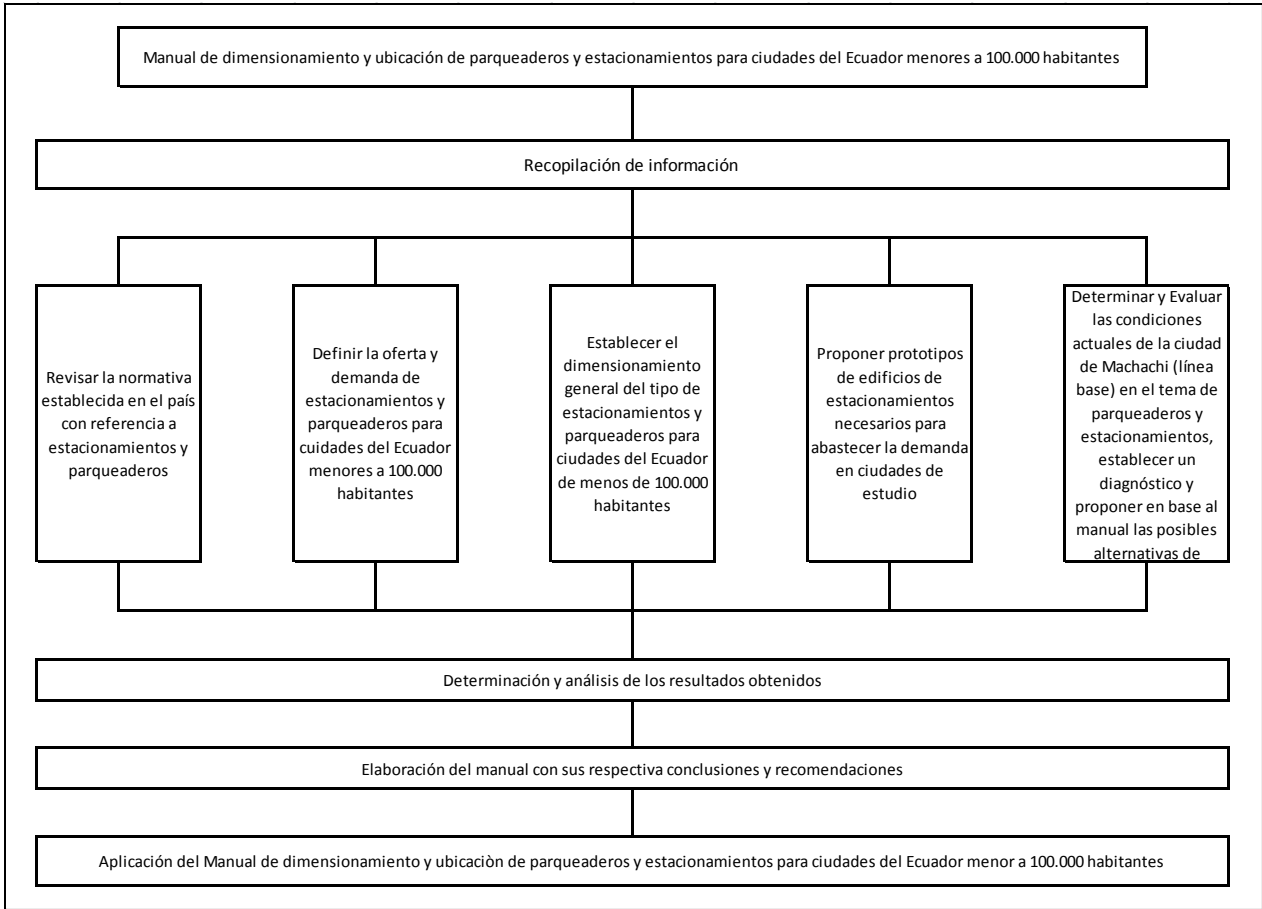 Manual de dimensionamiento y ubicación de parqueaderos y estacionamientos para ciudades del Ecuador menores a 100.000 habitantes
Recopilación de información
Revisar la normativa
establecida en el país
con referencia a
estacionamientos y
parqueaderos
Definir la oferta y
demanda de
estacionamientos y
parqueaderos para
cuidades del Ecuador
menores a 100.000
habitantes
Establecer el
dimensionamiento
general del tipo de
estacionamientos y
parqueaderos para
ciudades del Ecuador
de menos de 100.000
habitantes
Proponer prototipos
de edificios de
estacionamientos
necesarios para
abastecer la demanda
en ciudades de
estudio
Determinar y Evaluar
las condiciones
actuales de la ciudad
de Machachi (línea
base) en el tema de
parqueaderos y
estacionamientos,
establecer un
diagnóstico y
proponer en base al
manual las posibles
alternativas de
Determinación y análisis de los resultados obtenidos
Elaboración del manual con sus respectiva conclusiones y recomendaciones
Aplicación del Manual de dimensionamiento y ubicaciòn de parqueaderos y estacionamientos para ciudades del Ecuador menor a 100.000 habitantes